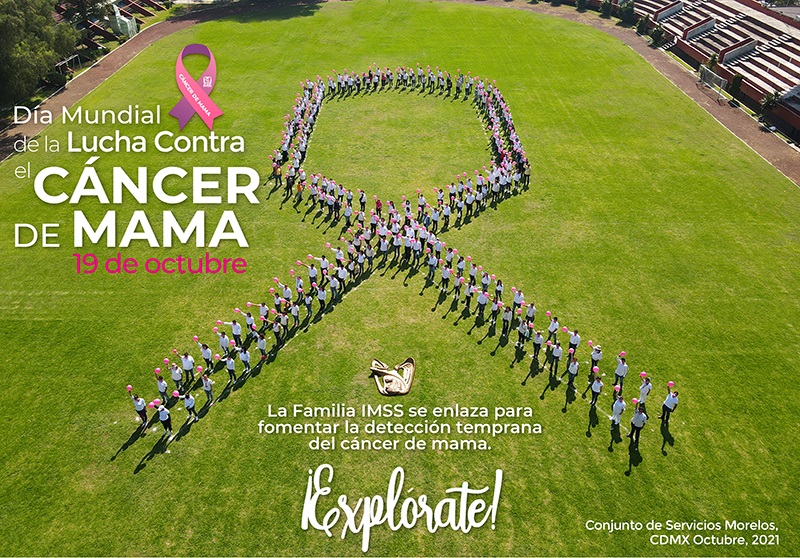 CÁNCER DE MAMA
Día Mundial
de la Lucha Contra
el CÁNCER
DE MAMA
19 de octubre
La Familia IMSS se enlaza para
fomentar la detección temprana
del cáncer de mama.
¡Explórate!
Conjunto de Servicios Morelos,
CDMX Octubre, 2021